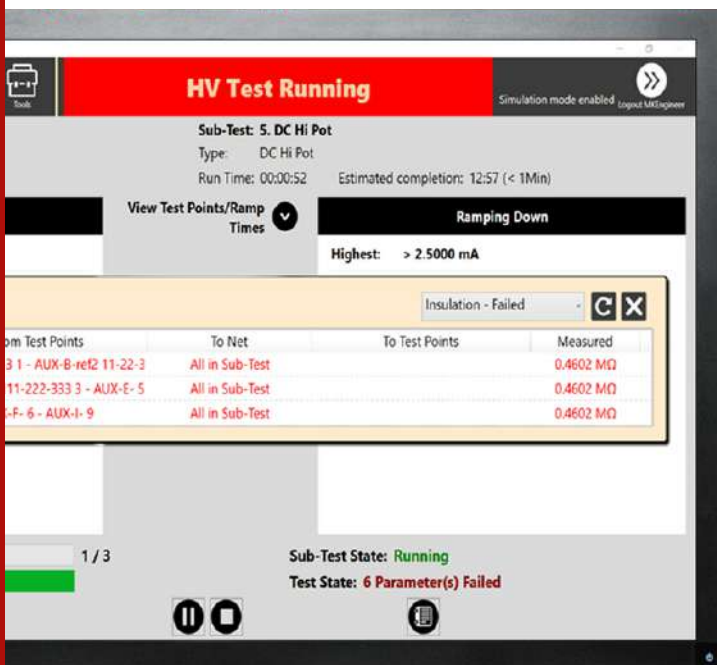 Tools
HV Test Running
Simulation mode enabled
Logout MKEngineer
Sub-Test: 5. DC Hi Pot
Type: DC Hi Pot
Run Time: 00:00:52 Estimated completion: 12:57 (< 1Min)
View Test Points/Ramp
Times
Ramping Down
Highest: > 2.5000 mA
Insulation - Failed
om Test Points To Net To Test Points Measured
3 1 - AUX-B-ref2 11-22-3 All in Sub-Test 0.4602 MΩ
11-222-333 3 - AUX-E- 5 All in Sub-Test 0.4602 MΩ
-F- 6 - AUX-I- 9 All in Sub-Test 0.4602 MΩ
1 / 3
Sub-Test State: Running
Test State: 6 Parameter(s) Failed